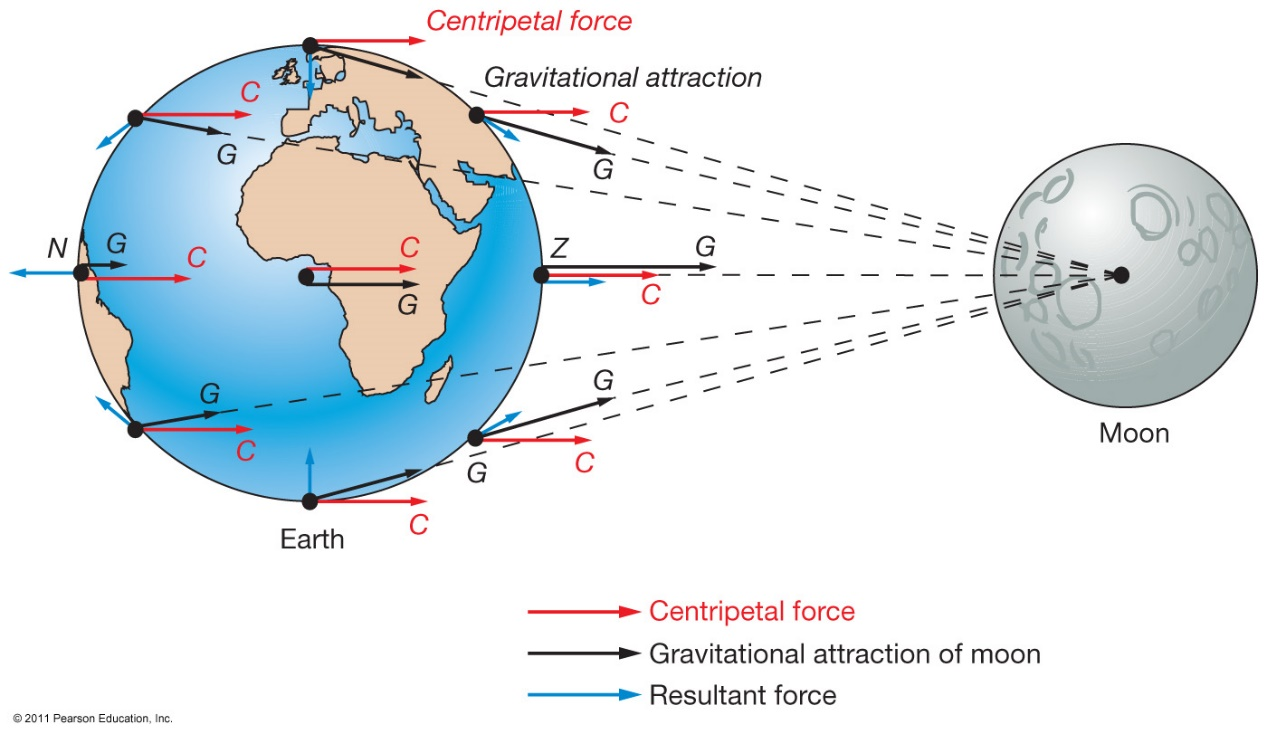 Centripetal force
Gravitational attraction
C
C
G
G
N
G
C
C
G
Z
G
C
G
C
G
G
C
C
Moon
Earth
Centripetal force
Gravitational attraction of moon
Resultant force
© 2011 Pearson Education, Inc.